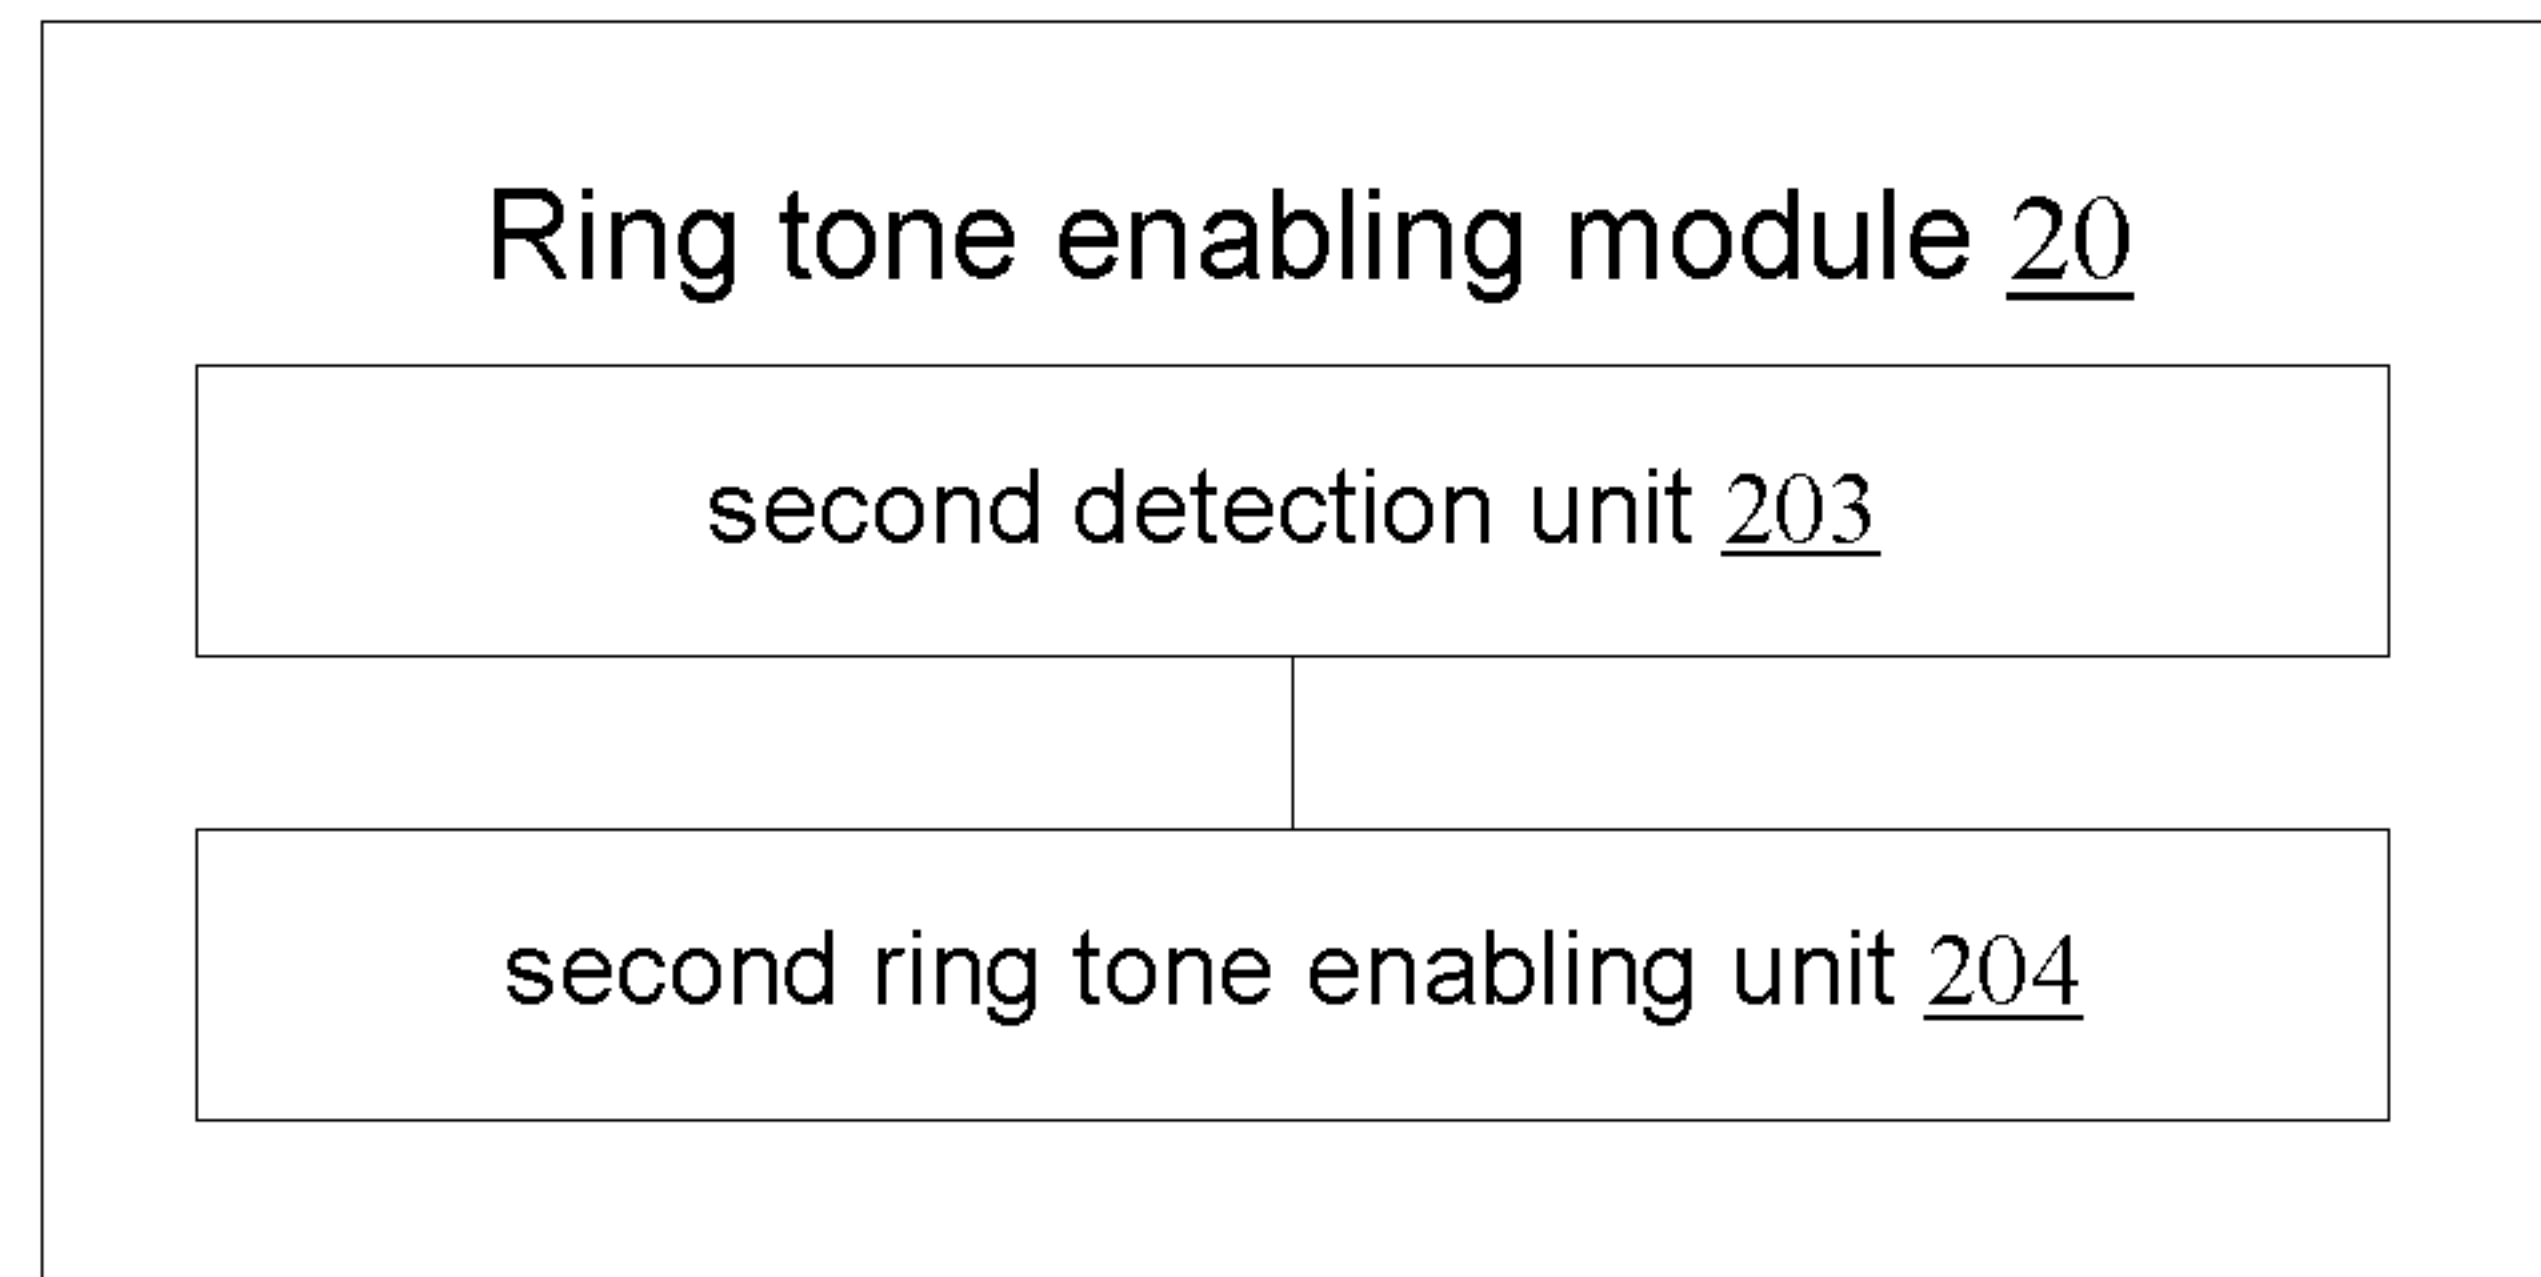 Ring tone enabling module 20
second detection unit 203
second ring tone enabling unit 204